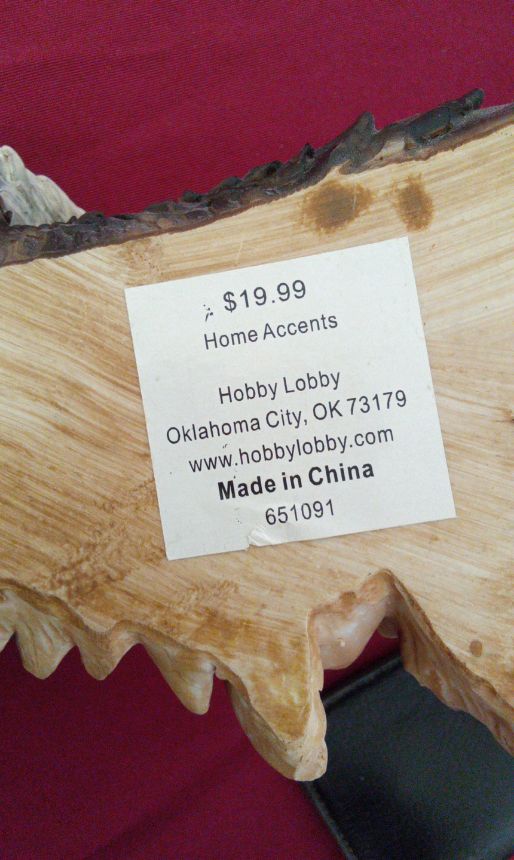 $19.99
Home Accents
Hobby Lobby
Oklahoma City, OK 73179
www.hobbylobby.com
Made in China
651091